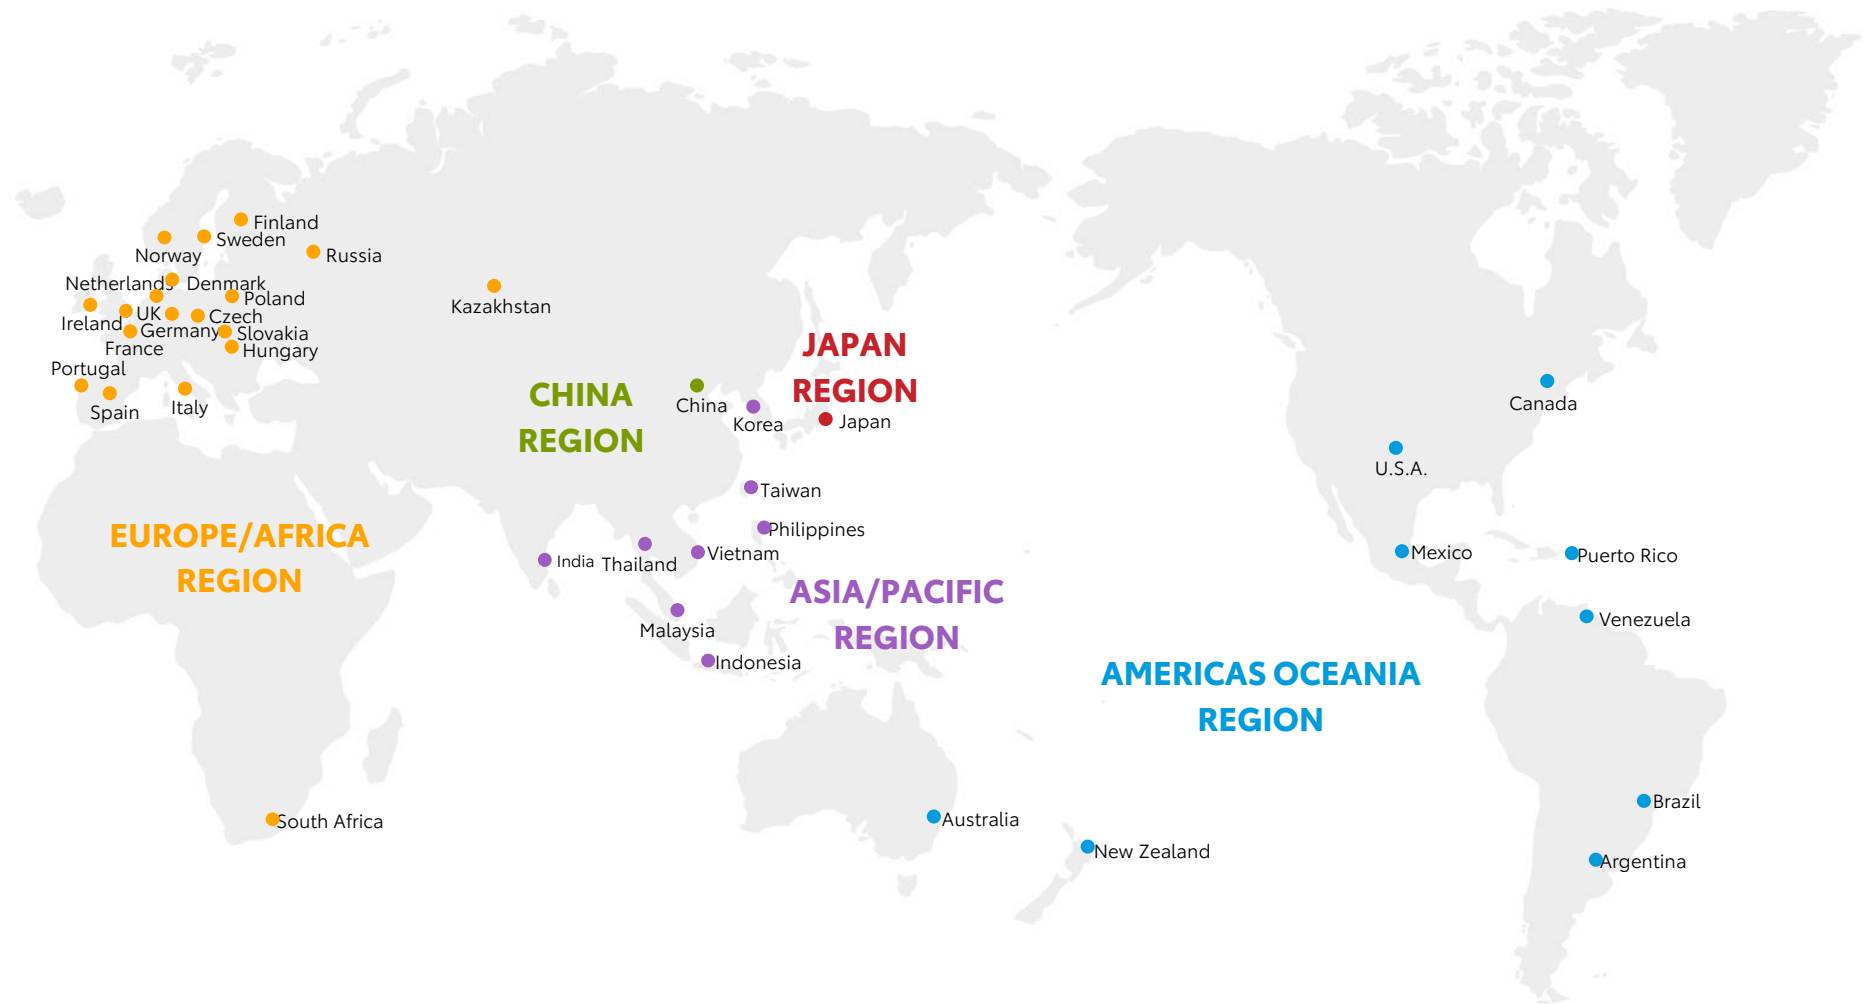 Finland
Sweden
Norway
Russia
Netherlands
Denmark
Kazakhstan
Poland
UK
Czech
Ireland
Germany
Slovakia
France
Hungary
Portugal
Spain
Italy
JAPAN
REGION
CHINA
REGION
China
Korea
Japan
Canada
U.S.A.
Taiwan
EUROPE/AFRICA
REGION
Philippines
India
Thailand
Vietnam
Mexico
Puerto Rico
ASIA/PACIFIC
REGION
Malaysia
Indonesia
Venezuela
AMERICAS OCEANIA
REGION
South Africa
Australia
New Zealand
Brazil
Argentina